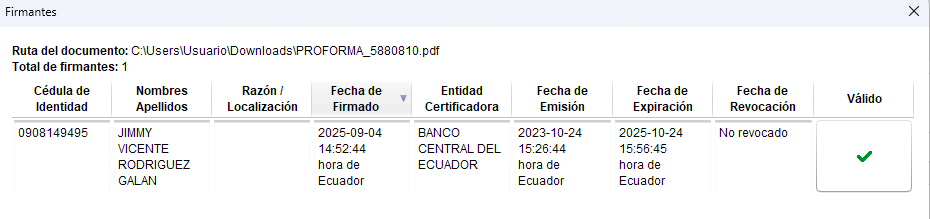 Firmantes
Ruta del documento: C:\Users\Usuario\Downloads\PROFORMA_5880810.pdf
Total de firmantes: 1
Cédula de Identidad
Nombres Apellidos
Razón / Localización
Fecha de Firmado
Entidad Certificadora
Fecha de Emisión
Fecha de Expiración
Fecha de Revocación
Válido
0908149495
JIMMY
VICENTE
RODRIGUEZ
GALAN
2025-09-04
14:52:44
hora de
Ecuador
BANCO
CENTRAL DEL
ECUADOR
2023-10-24
15:26:44
hora de
Ecuador
2025-10-24
15:56:45
hora de
Ecuador
No revocado